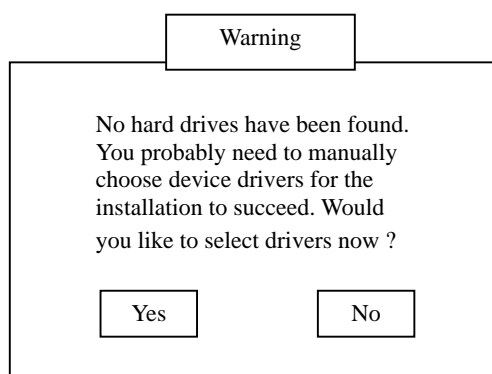 Warning
No hard drives have been found.
You probably need to manually
choose device drivers for the
installation to succeed. Would
you like to select drivers now ?
Yes
No